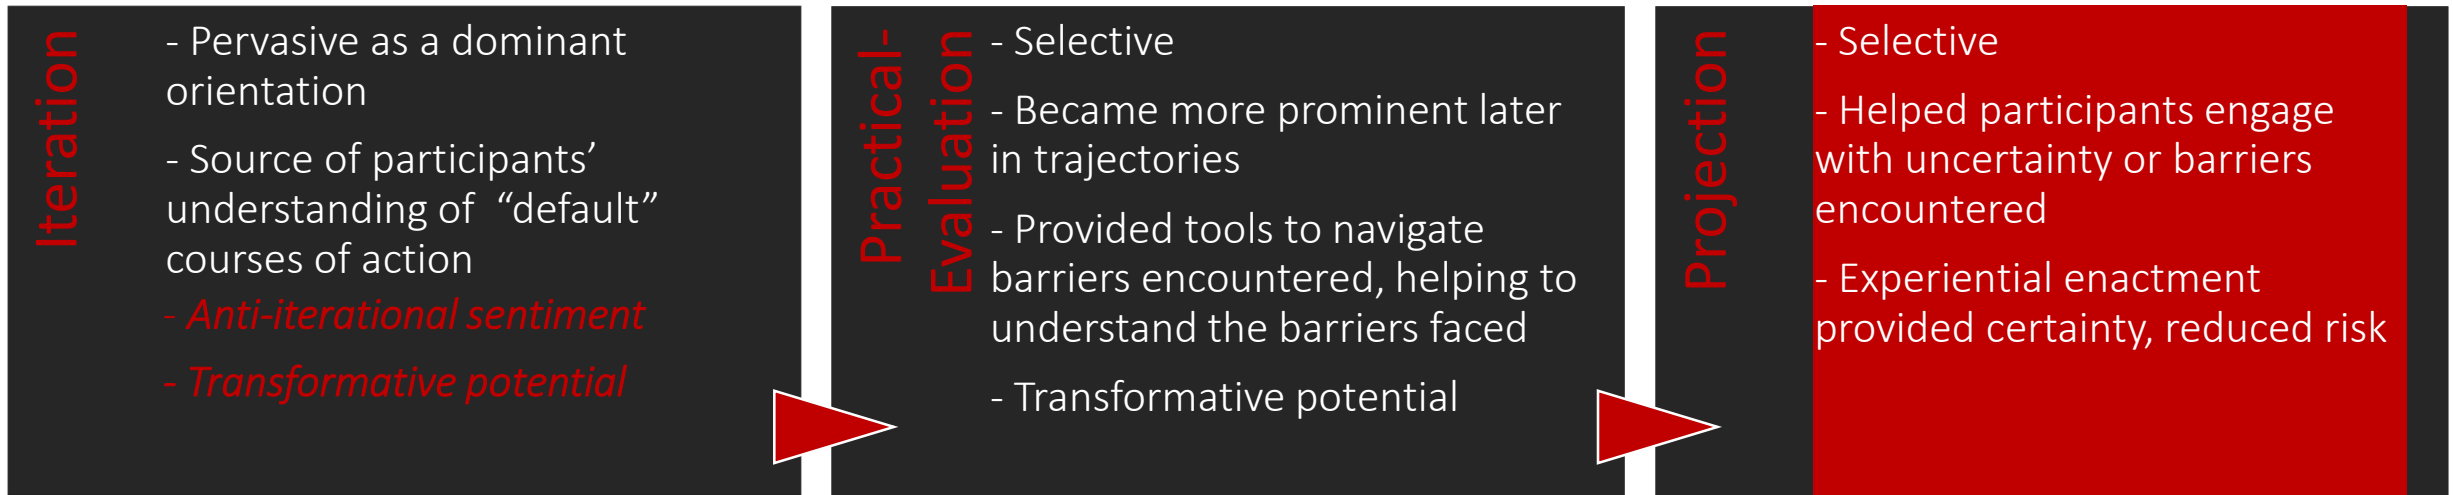 Iteration
- Pervasive as a dominant
orientation
- Source of participants’
understanding of  “default”
courses of action
- Anti-iterational sentiment
- Transformative potential
Practical-
Evaluation
- Selective
- Became more prominent later
in trajectories
- Provided tools to navigate
barriers encountered, helping to
understand the barriers faced
- Transformative potential
Projection
- Selective
- Helped participants engage
with uncertainty or barriers
encountered
- Experiential enactment
provided certainty, reduced risk